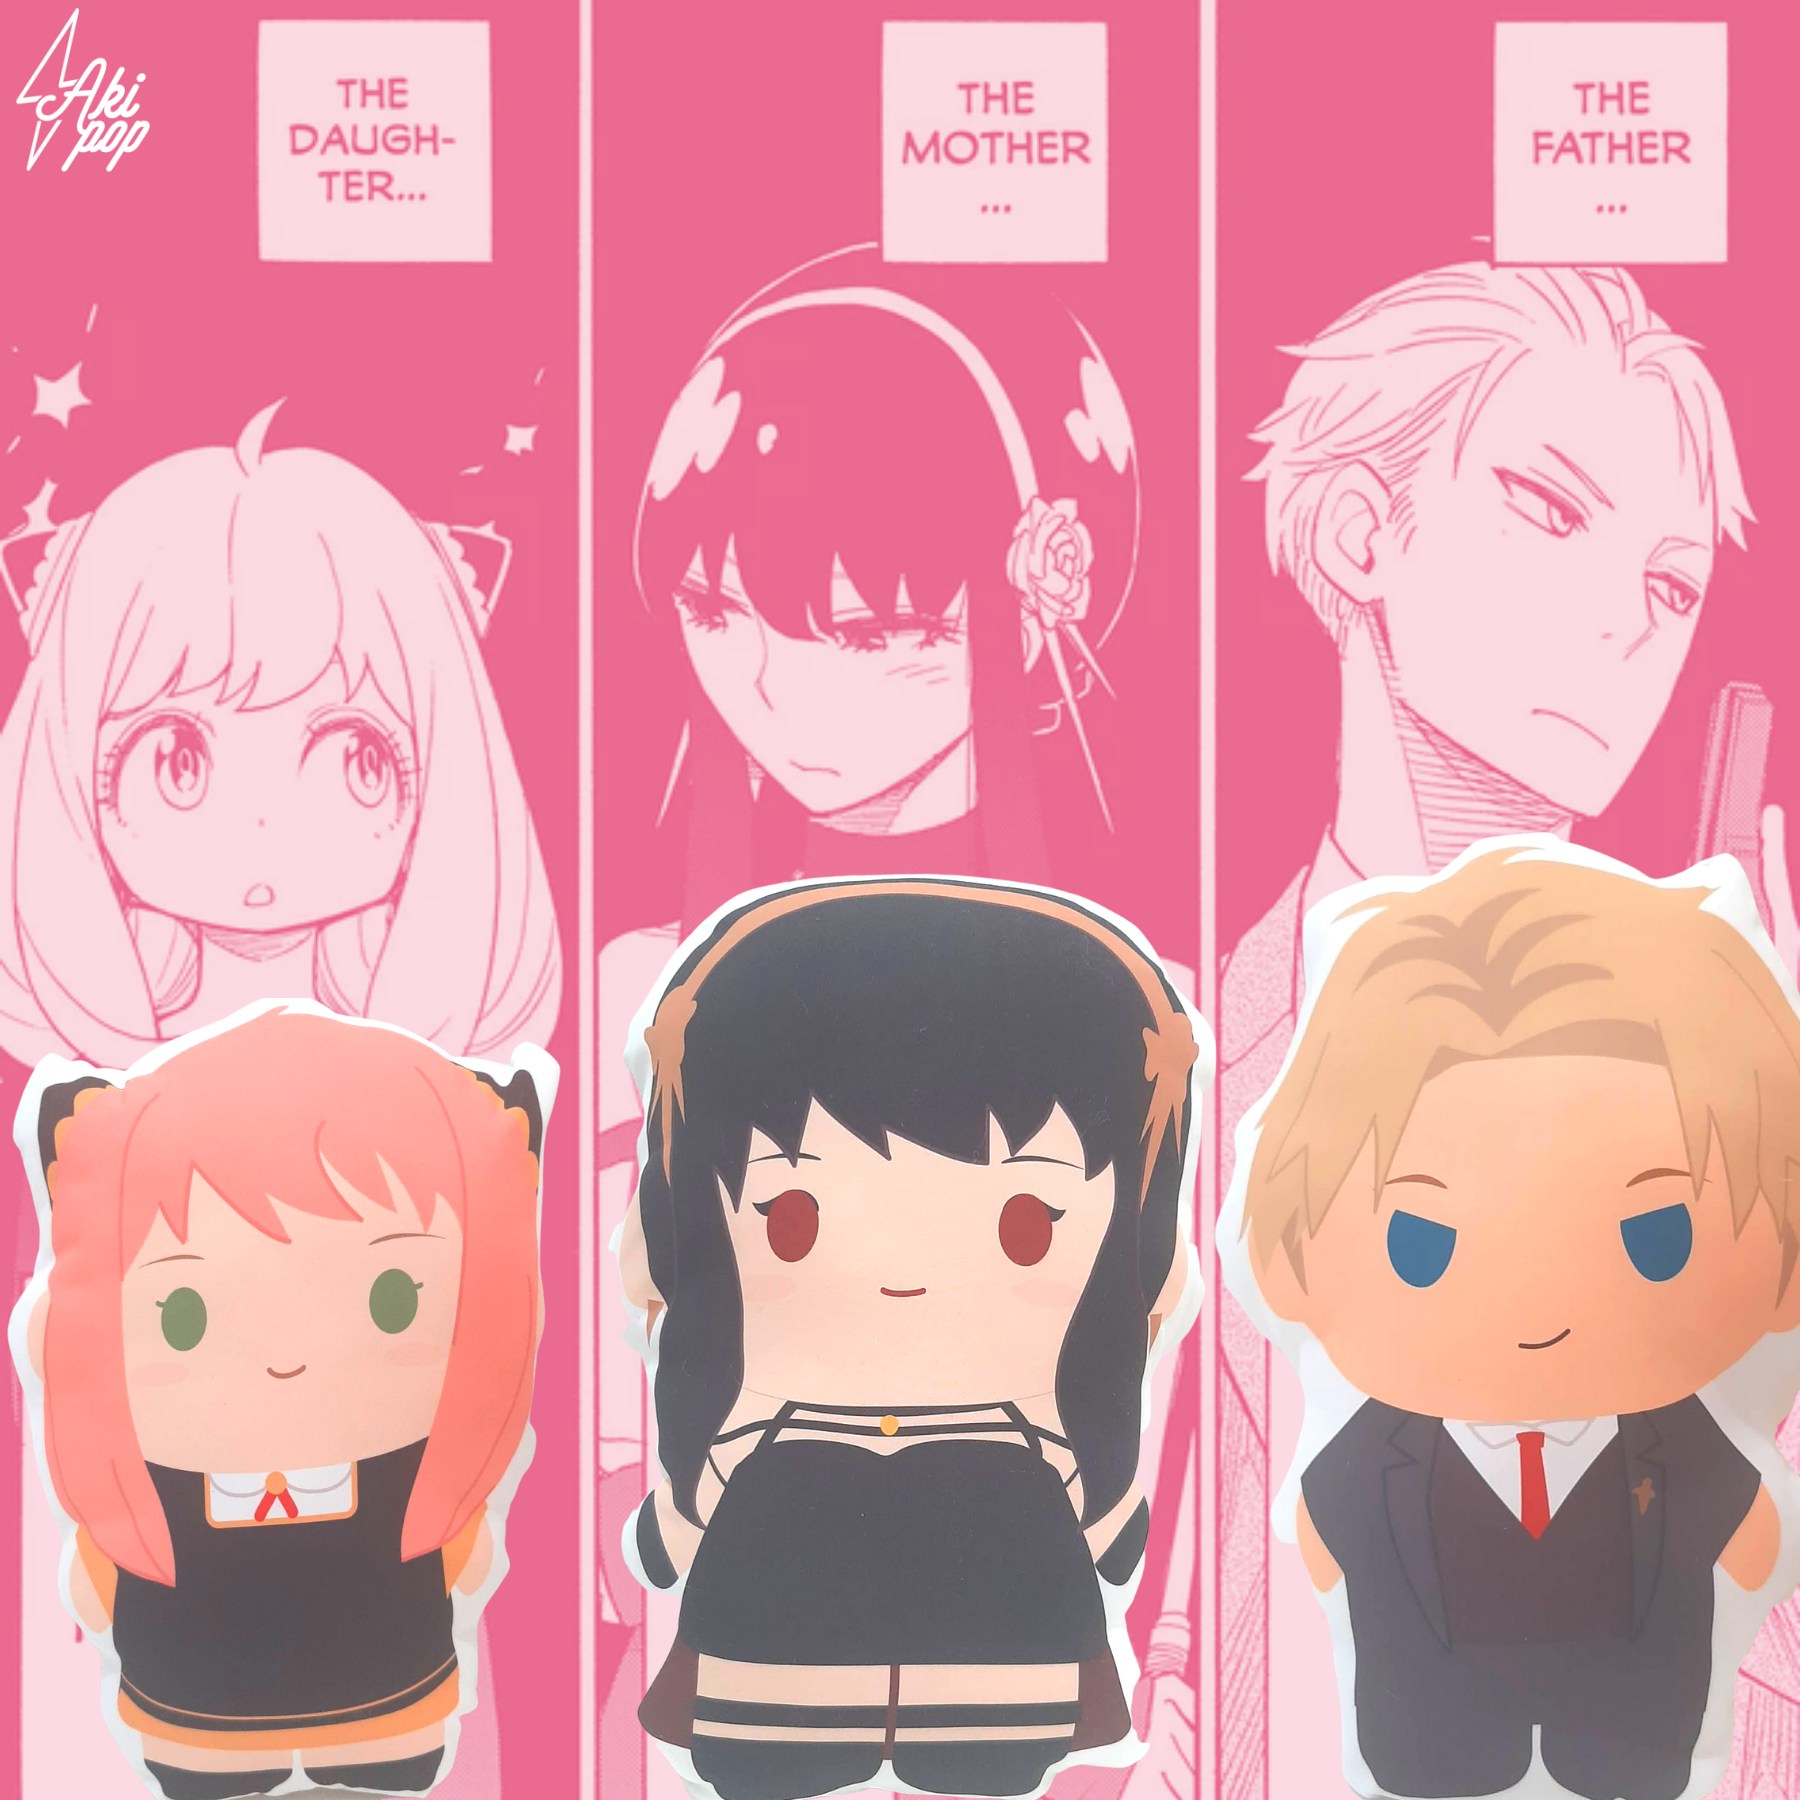 Aki
pop
THE
DAUGH-
TER...
THE
MOTHER
...
THE
FATHER
...